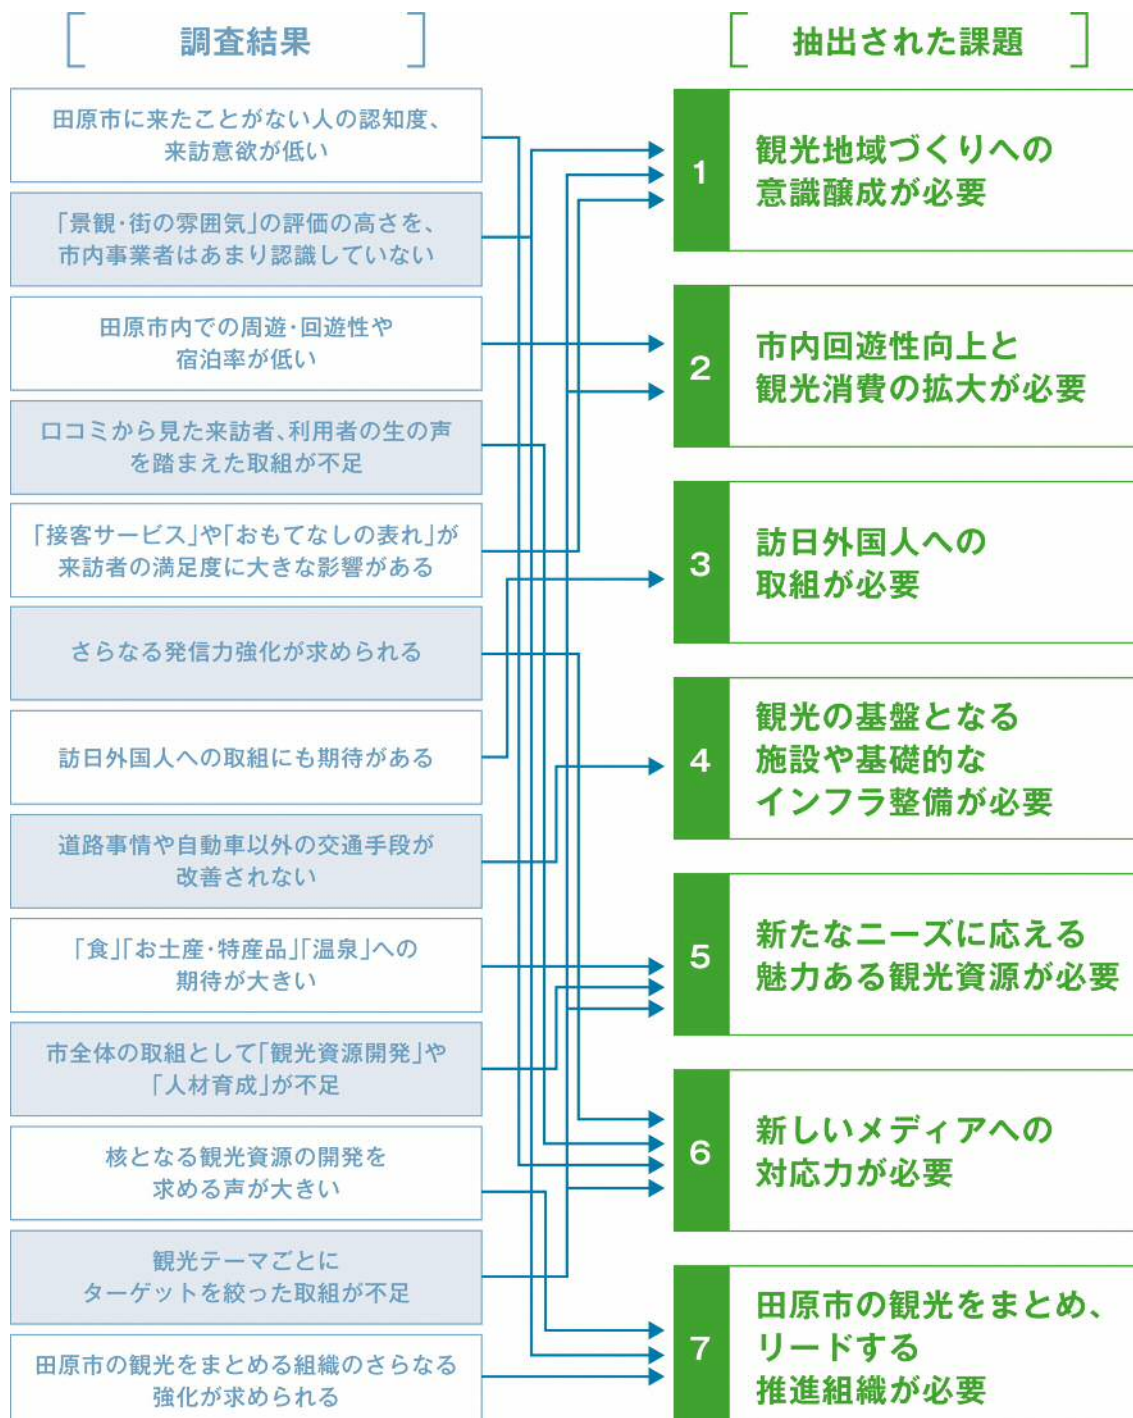 調査結果
田原市に来たことがない人の認知度、
来訪意欲が低い
「景観・街の雰囲気」の評価の高さを、
市内事業者はあまり認識していない
田原市内での周遊・回遊性や
宿泊率が低い
口コミから見た来訪者、利用者の生の声
を踏まえた取組が不足
「接客サービス」や「おもてなしの表れ」が
来訪者の満足度に大きな影響がある
さらなる発信力強化が求められる
訪日外国人への取組にも期待がある
道路事情や自動車以外の交通手段が
改善されない
「食」「お土産・特産品」「温泉」への
期待が大きい
市全体の取組として「観光資源開発」や
「人材育成」が不足
核となる観光資源の開発を
求める声が大きい
観光テーマごとに
ターゲットを絞った取組が不足
田原市の観光をまとめる組織のさらなる
強化が求められる
抽出された課題
1
観光地域づくりへの
意識醸成が必要
2
市内回遊性向上と
観光消費の拡大が必要
3
訪日外国人への
取組が必要
4
観光の基盤となる
施設や基礎的な
インフラ整備が必要
5
新たなニーズに応える
魅力ある観光資源が必要
6
新しいメディアへの
対応力が必要
7
田原市の観光をまとめ、
リードする
推進組織が必要